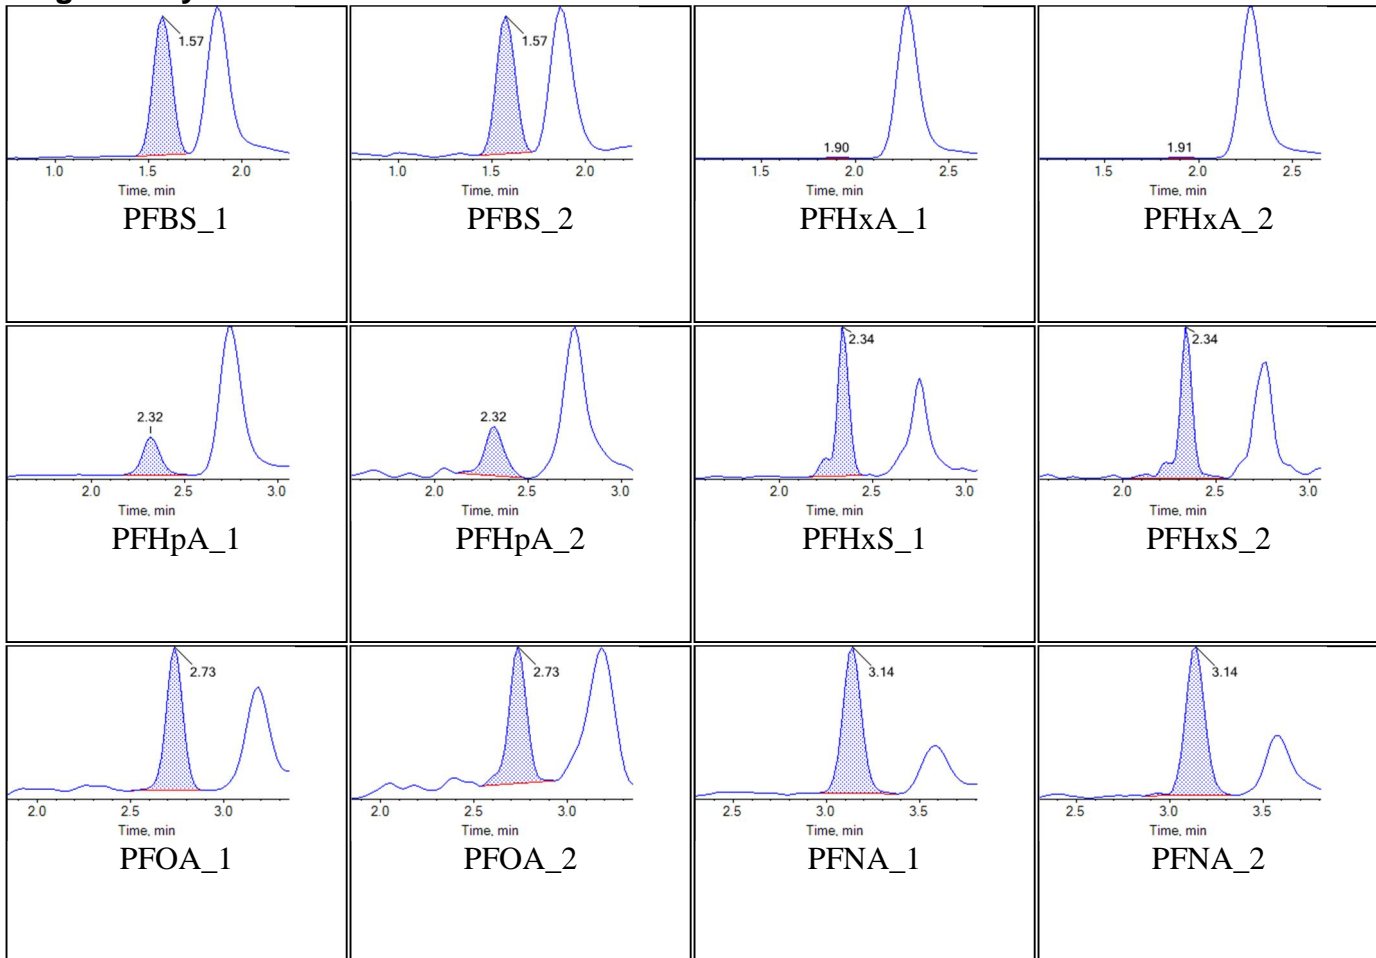 1.57
1.0 1.5 2.0
Time, min
PFBS_1
1.57
1.0 1.5 2.0
Time, min
PFBS_2
1.90
1.5 2.0 2.5
Time, min
PFHxA_1
1.91
1.5 2.0 2.5
Time, min
PFHxA_2
2.32
2.0 2.5 3.0
Time, min
PFHpA_1
2.32
2.0 2.5 3.0
Time, min
PFHpA_2
2.34
2.0 2.5 3.0
Time, min
PFHxS_1
2.34
2.0 2.5 3.0
Time, min
PFHxS_2
2.73
2.0 2.5 3.0
Time, min
PFOA_1
2.73
2.0 2.5 3.0
Time, min
PFOA_2
3.14
2.5 3.0 3.5
Time, min
PFNA_1
3.14
2.5 3.0 3.5
Time, min
PFNA_2